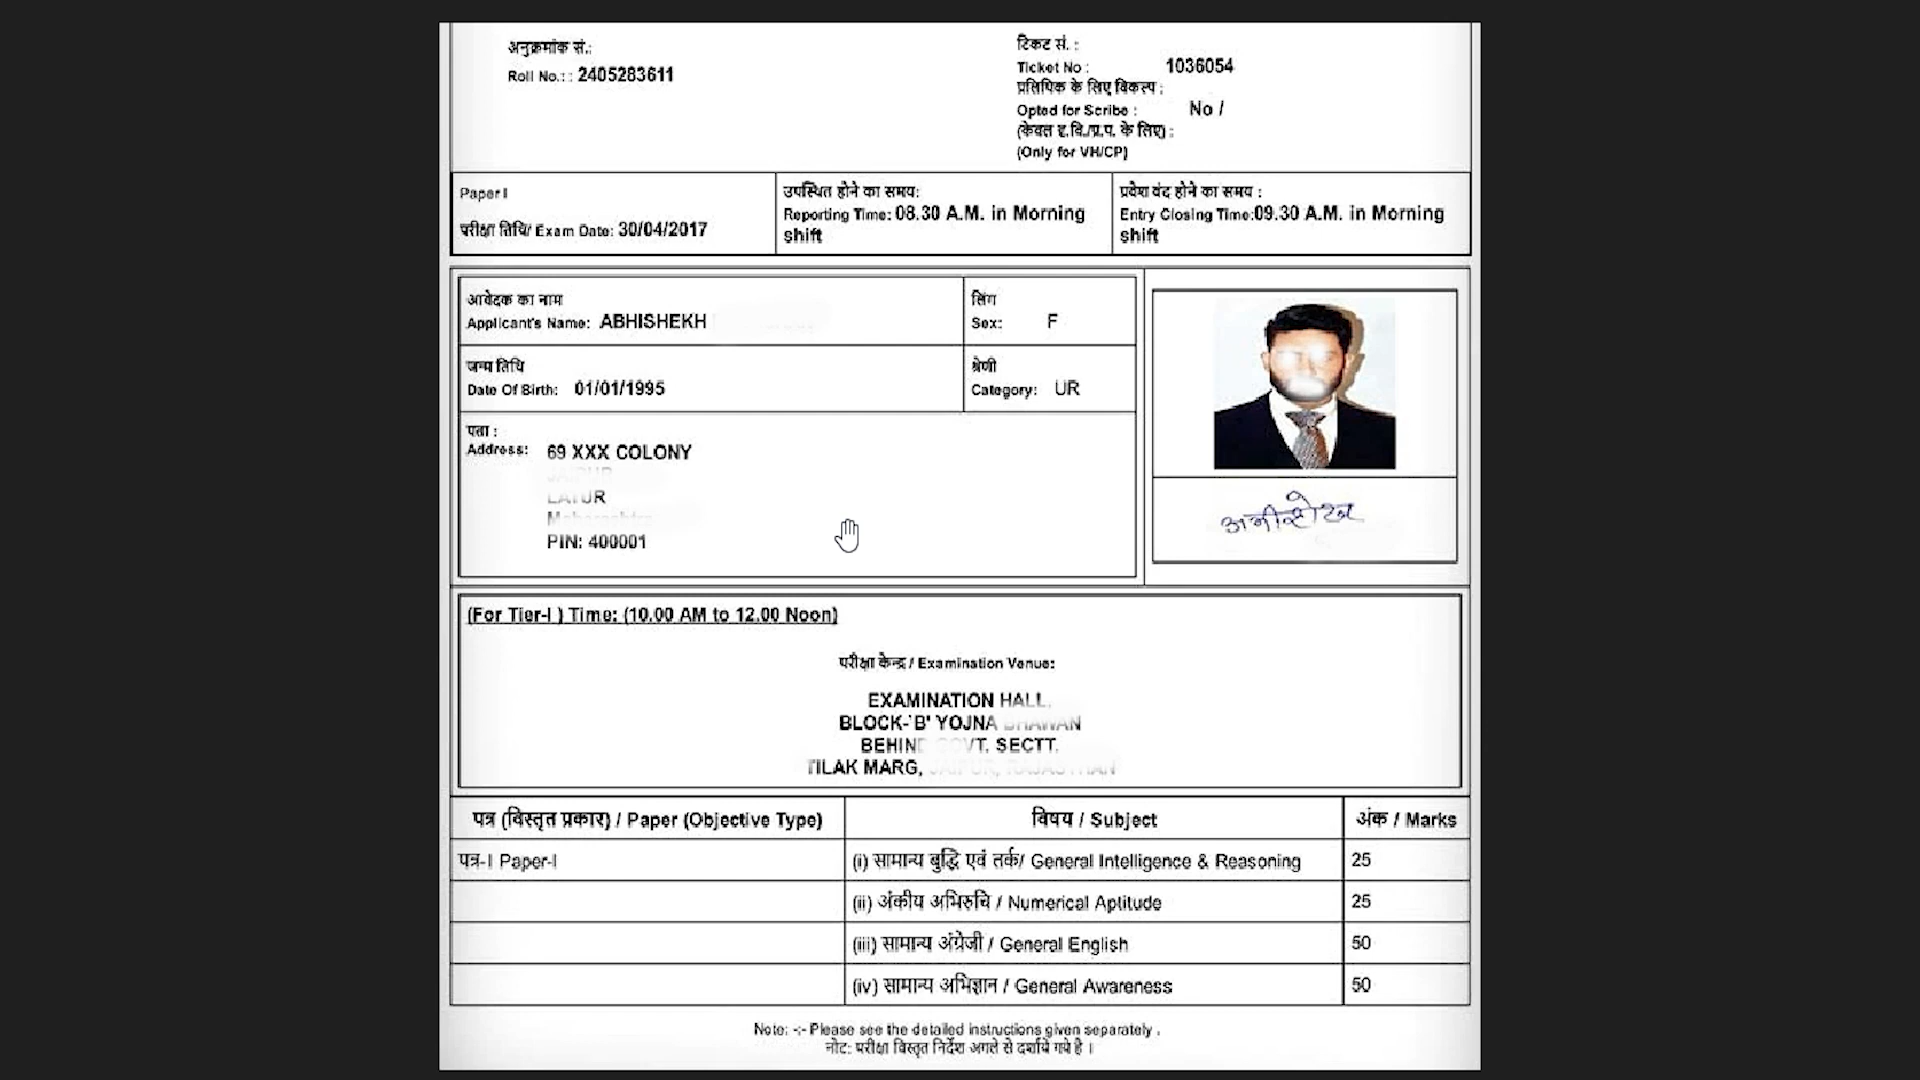 अनुक्रमांक सं.:
Roll No.: : 2405283611
टिकट सं. :
Ticket No : 1036054
प्रलिपिक के लिए विकल्प :
Opted for Scribe : No /
(केवल दृ.वि./प्र.प. के लिए) :
(Only for VH/CP)
Paper I
परीक्षा तिथि/ Exam Date: 30/04/2017
उपस्थित होने का समय:
Reporting Time: 08.30 A.M. in Morning
shift
प्रवेश बंद होने का समय :
Entry Closing Time:09.30 A.M. in Morning
shift
आवेदक का नाम
Applicant's Name: ABHISHEKH
लिंग
Sex: F
जन्म तिथि
Date Of Birth: 01/01/1995
श्रेणी
Category: UR
पता :
Address: 69 XXX COLONY
JAIPUR
LATUR
Maharashtra
PIN: 400001
अभीशेख
(For Tier-I ) Time: (10.00 AM to 12.00 Noon)
परीक्षा केन्द्र / Examination Venue:
EXAMINATION HALL,
BLOCK-'B' YOJNA BHAWAN
BEHIND GOVT. SECTT.
TILAK MARG, JAIPUR, RAJASTHAN
पत्र (विस्तृत प्रकार) / Paper (Objective Type)
विषय / Subject
अंक / Marks
पत्र-I Paper-I
(i) सामान्य बुद्धि एवं तर्क/ General Intelligence & Reasoning 25
(ii) अंकीय अभिरुचि / Numerical Aptitude 25
(iii) सामान्य अंग्रेजी / General English 50
(iv) सामान्य अभिज्ञान / General Awareness 50
Note: -:- Please see the detailed instructions given separately .
नोट: परीक्षा विस्तृत निर्देश अगले से दर्शाये गये है ।